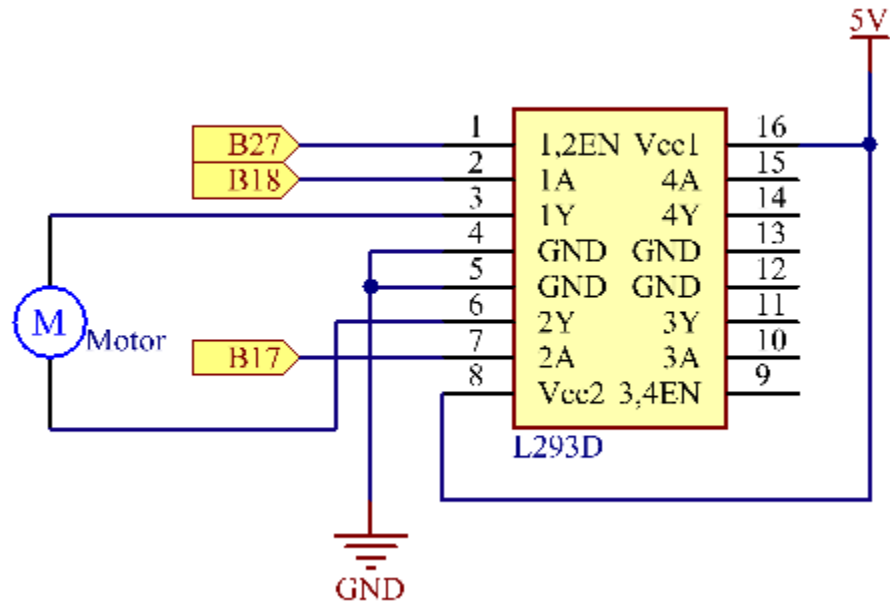 5V
B27 1 1,2EN Vcc1 16
B18 2 1A 4A 15
3 1Y 4Y 14
4 GND GND 13
5 GND GND 12
6 2Y 3Y 11
M Motor
B17 7 2A 3A 10
8 Vcc2 3,4EN 9
L293D
GND